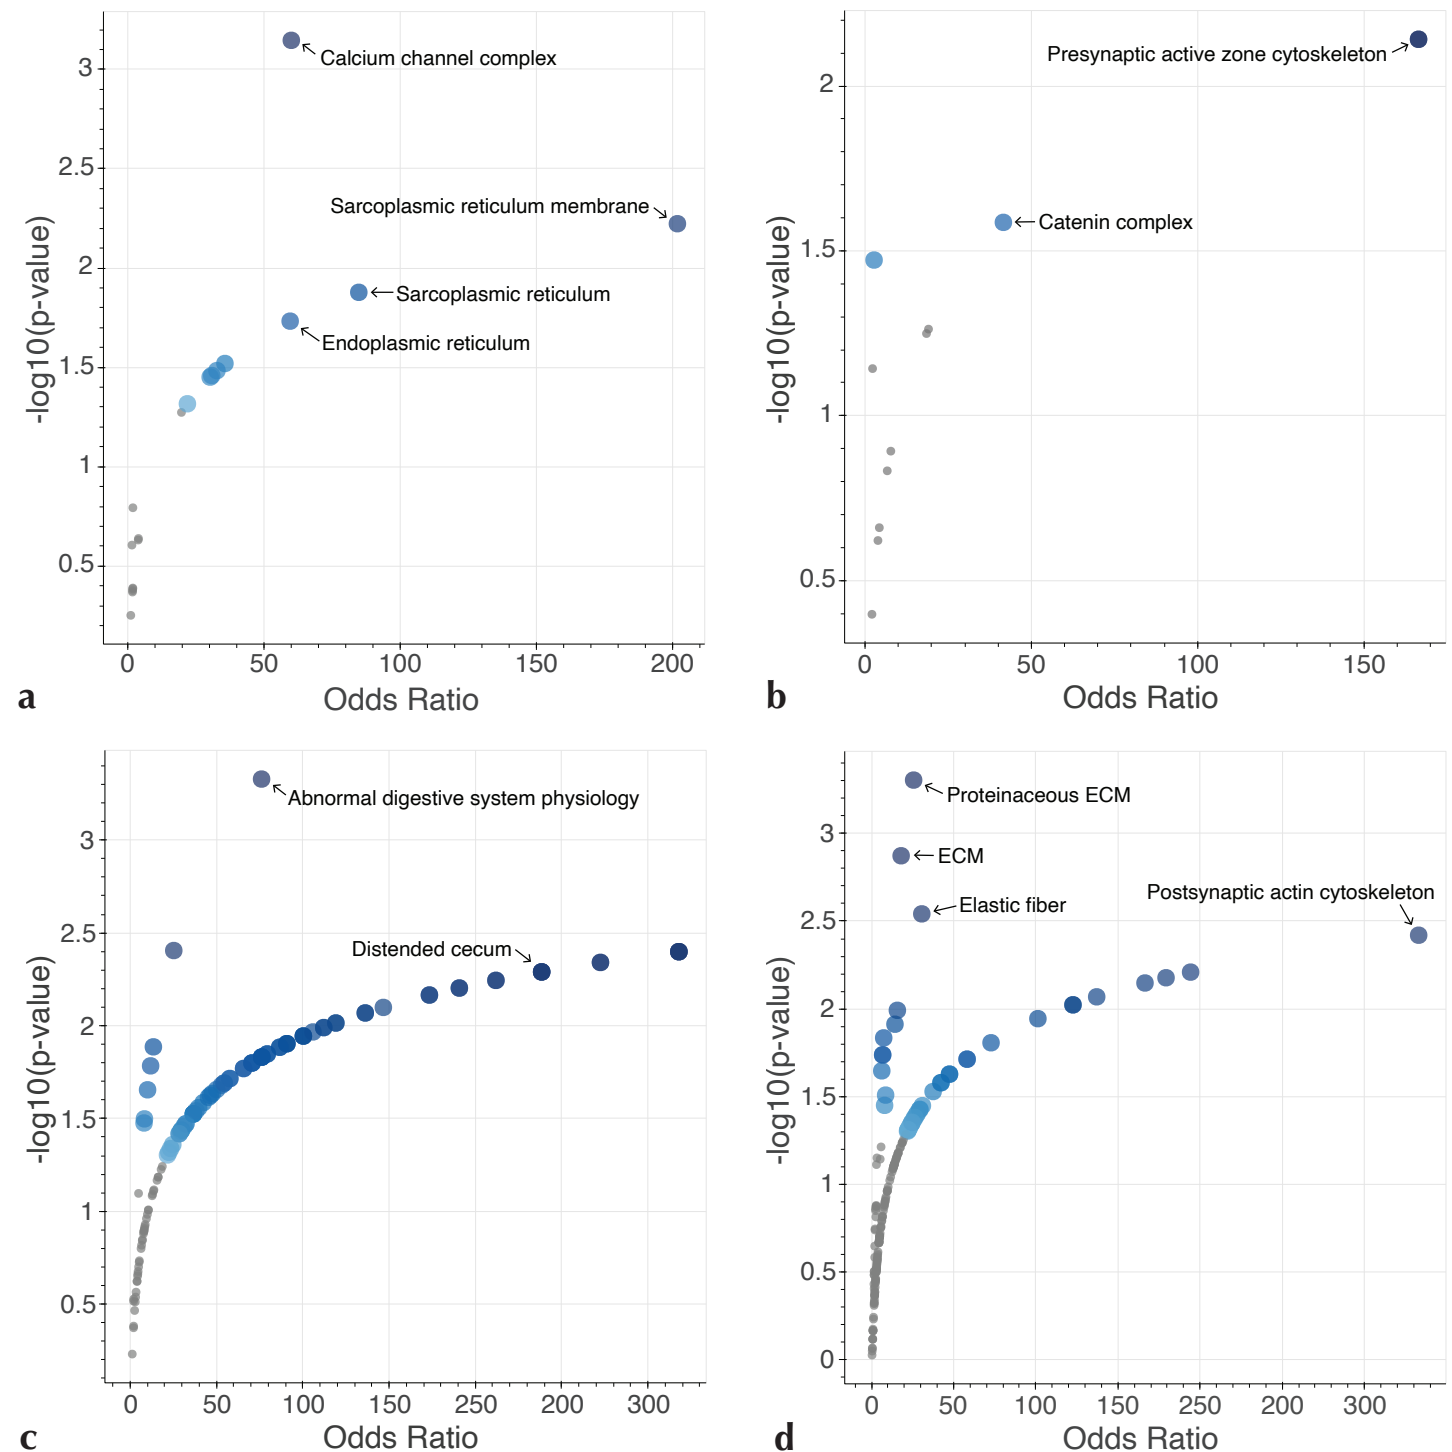 Calcium channel complex
3
2.5
Sarcoplasmic reticulum membrane
2
Sarcoplasmic reticulum
Endoplasmic reticulum
1.5
1
0.5
-log10(p-value)
0 50 100 150 200
Odds Ratio
a
Presynaptic active zone cytoskeleton
2
Catenin complex
1.5
1
0.5
-log10(p-value)
0 50 100 150
Odds Ratio
b
Abnormal digestive system physiology
3
2.5
Distended cecum
2
1.5
1
0.5
-log10(p-value)
0 50 100 150 250 200 300
Odds Ratio
c
Proteinaceous ECM
3
ECM
Postsynaptic actin cytoskeleton
Elastic fiber
2.5
2
1.5
1
0.5
0
-log10(p-value)
0 50 100 150 250 200 300
Odds Ratio
d